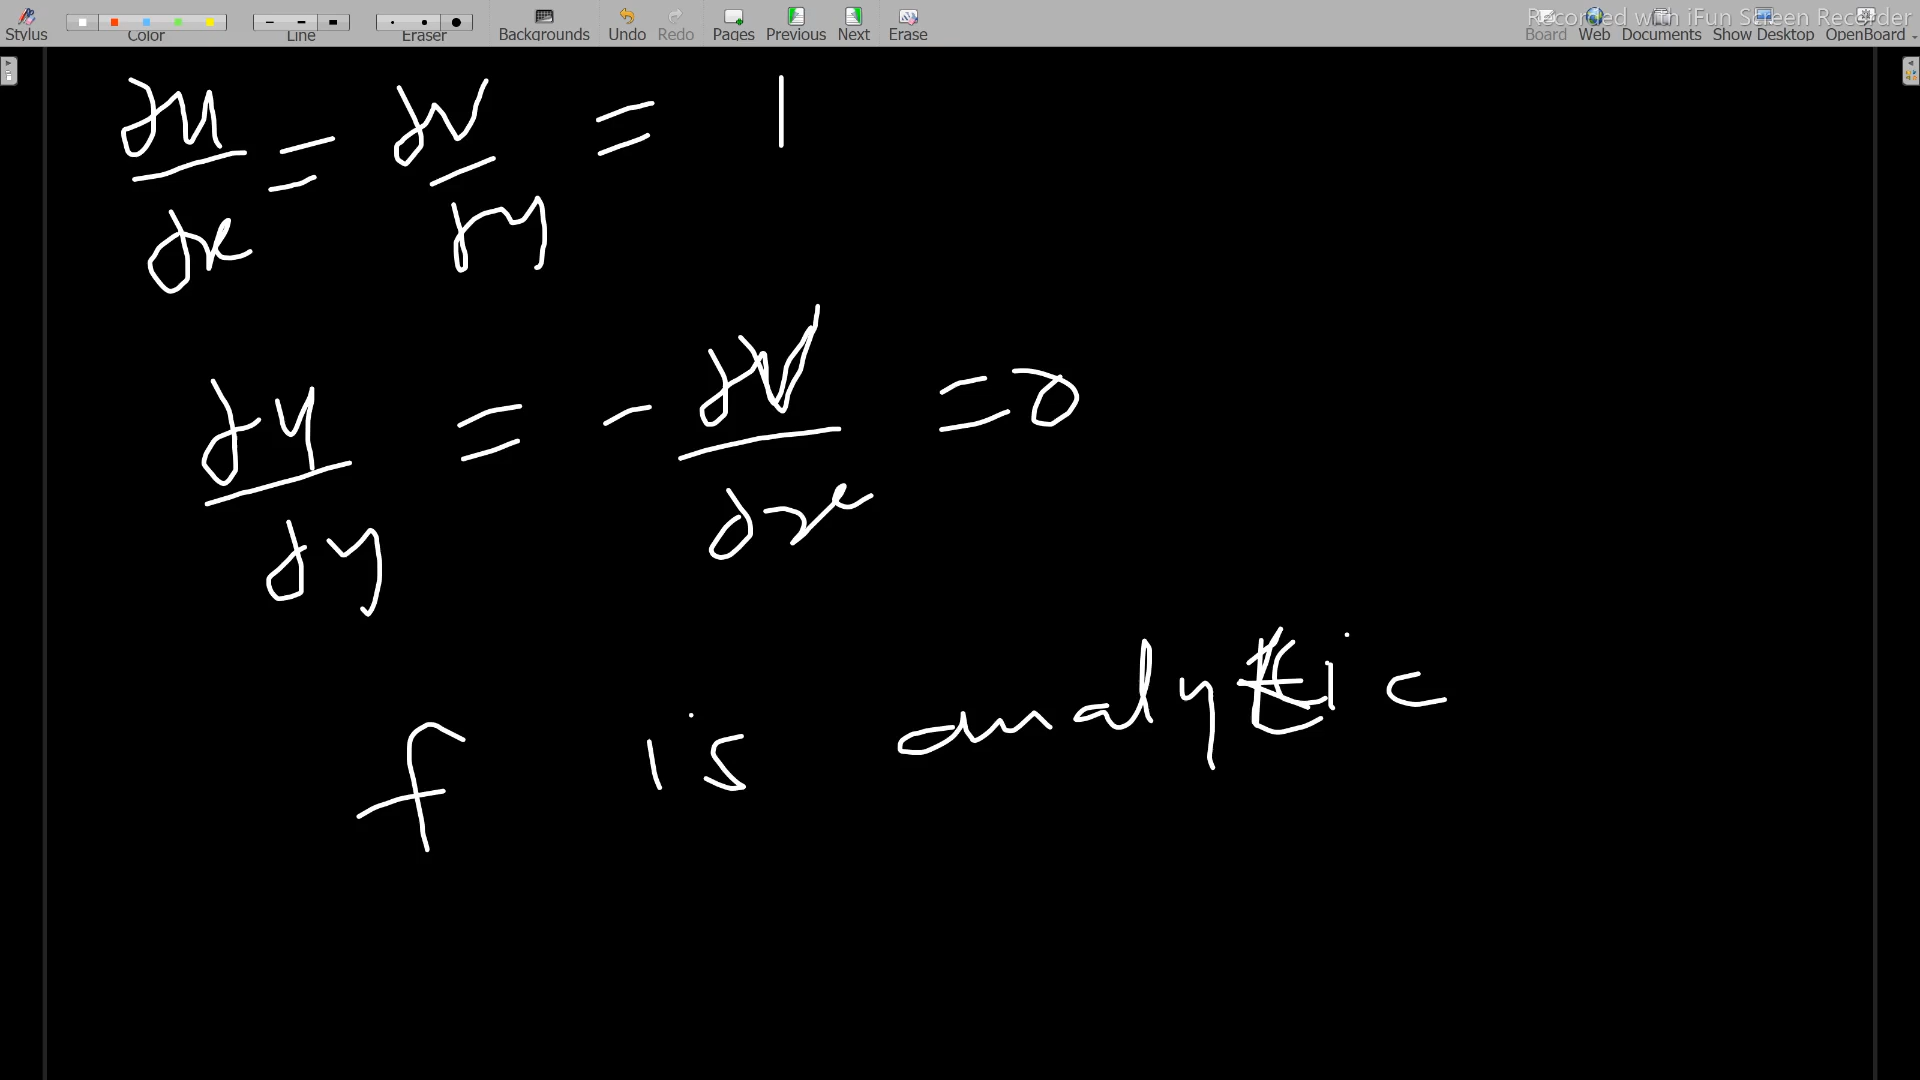 Stylus Color Line Eraser Backgrounds Undo Redo Pages Previous Next Erase Board Web Documents Show Desktop OpenBoard
Recorded with iFun Screen Recorder
∂u/∂x = ∂v/∂y = 1
∂u/∂y = - ∂v/∂x = 0
f is analytic